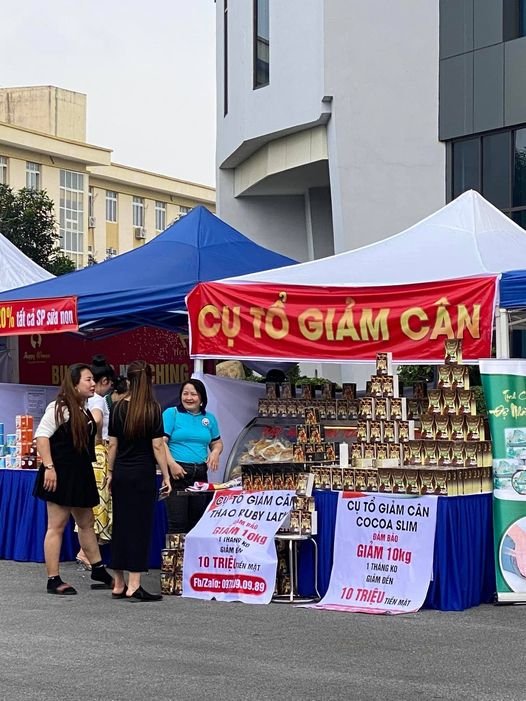 0% tất cả SP sữa non
CỤ TỔ GIẢM CÂN
CỤ TỔ GIẢM CÂN
THẢO RUBY LADY
ĐẢM BẢO
GIẢM 10kg
1 THÁNG KO
GIẢM ĐỀN
10 TRIỆU TIỀN MẶT
Fb/Zalo:
CỤ TỔ GIẢM CÂN
COCOA SLIM
ĐẢM BẢO
GIẢM 10kg
1 THÁNG KO
GIẢM ĐỀN
10 TRIỆU TIỀN MẶT